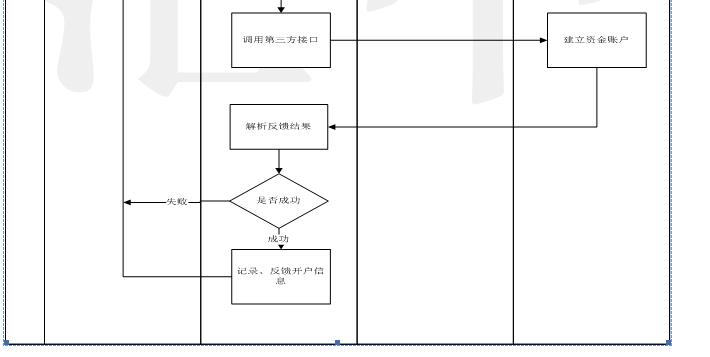 调用第三方接口
建立资金账户
解析反馈结果
是否成功
失败
成功
记录、反馈开户信
息